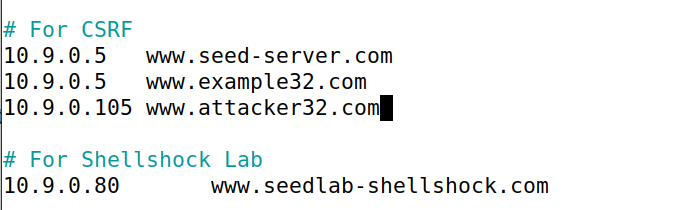 # For CSRF
10.9.0.5   www.seed-server.com
10.9.0.5   www.example32.com
10.9.0.105 www.attacker32.com
# For Shellshock Lab
10.9.0.80       www.seedlab-shellshock.com